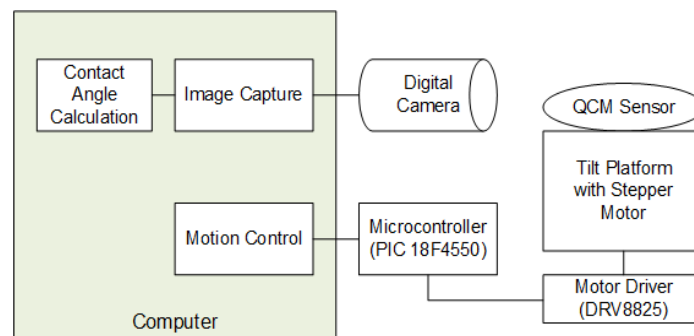 Contact
Angle
Calculation
Image Capture
Digital
Camera
QCM Sensor
Tilt Platform
with Stepper
Motor
Motion Control
Microcontroller
(PIC 18F4550)
Motor Driver
(DRV8825)
Computer